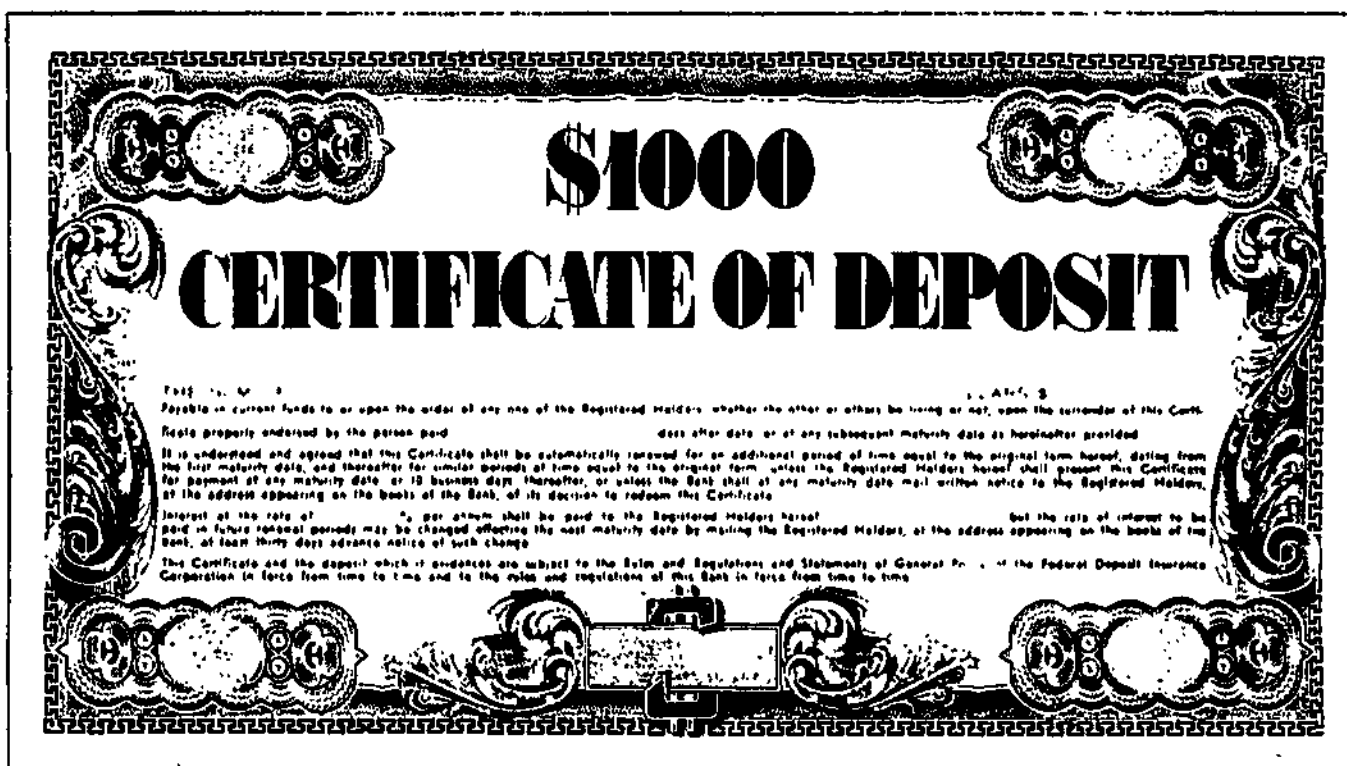 $1000
CERTIFICATE OF DEPOSIT
Payable in current funds to or upon the order of any one of the Registered Holders, whether the other or others be living or not, upon the surrender of this Certi-
ficate properly endorsed by the person paid days after date or at any subsequent maturity date as hereinafter provided
It is understood and agreed that this Certificate shall be automatically renewed for an additional period of time equal to the original term hereof, dating from
the first maturity date, and thereafter for similar periods of time equal to the original term, unless the Registered Holders hereof shall present this Certificate
for payment at any maturity date or 10 business days thereafter, or unless the Bank shall at any maturity date mail written notice to the Registered Holders,
at the address appearing on the books of the Bank, of its decision to redeem this Certificate
Interest at the rate of % per annum shall be paid to the Registered Holders hereof but the rate of interest to be
paid in future renewal periods may be changed effective the next maturity date by mailing the Registered Holders, at the address appearing on the books of the
Bank, at least thirty days advance notice of such change
This Certificate and the deposit which it evidences are subject to the Rules and Regulations and Statements of General of the Federal Deposit Insurance
Corporation in force from time to time and to the rules and regulations of this Bank in force from time to time